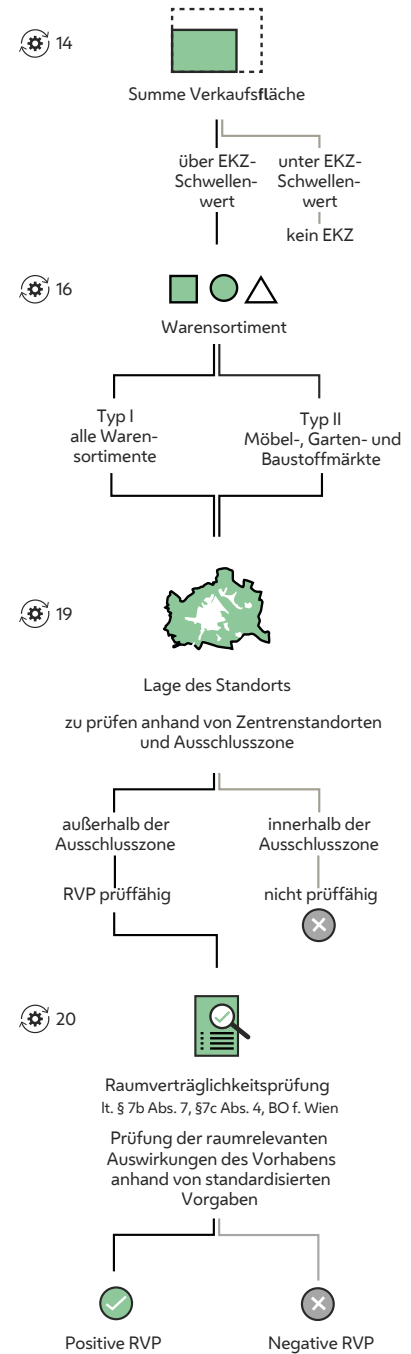 14
Summe Verkaufsfläche
über EKZ-
Schwellen-
wert
unter EKZ-
Schwellen-
wert
kein EKZ
16
Warensortiment
Typ I
alle Waren-
sortimente
Typ II
Möbel-, Garten- und
Baustoffmärkte
19
Lage des Standorts
zu prüfen anhand von Zentrenstandorten
und Ausschlusszone
außerhalb der
Ausschlusszone
RVP prüffähig
innerhalb der
Ausschlusszone
nicht prüffähig
20
Raumverträglichkeitsprüfung
lt. § 7b Abs. 7, §7c Abs. 4, BO f. Wien
Prüfung der raumrelevanten
Auswirkungen des Vorhabens
anhand von standardisierten
Vorgaben
Positive RVP
Negative RVP